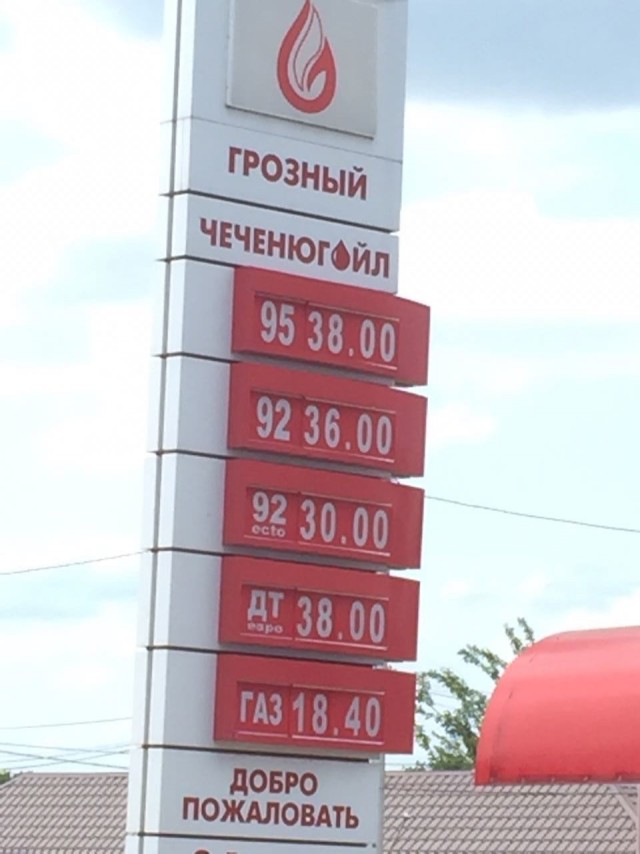 ГРОЗНЫЙ
ЧЕЧЕНЮГОЙЛ
95 38.00
92 36.00
92 ecto 30.00
ДТ евро 38.00
ГАЗ 18.40
ДОБРО
ПОЖАЛОВАТЬ